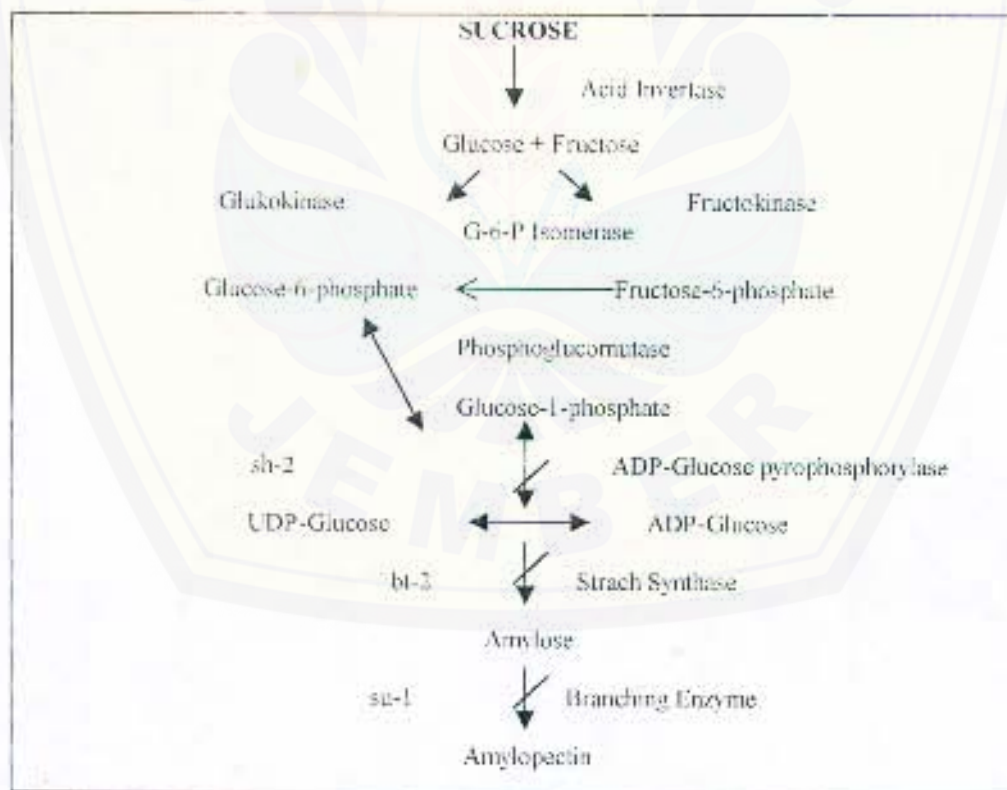 SUCROSE
Acid Invertase
Glucose + Fructose
Glukokinase
Fructokinase
G-6-P Isomerase
Glucose-6-phosphate
Fructose-6-phosphate
Phosphoglucomutase
Glucose-1-phosphate
sh-2
ADP-Glucose pyrophosphorylase
UDP-Glucose
ADP-Glucose
bt-2
Strach Synthase
Amylose
su-1
Branching Enzyme
Amylopectin
JEMBER